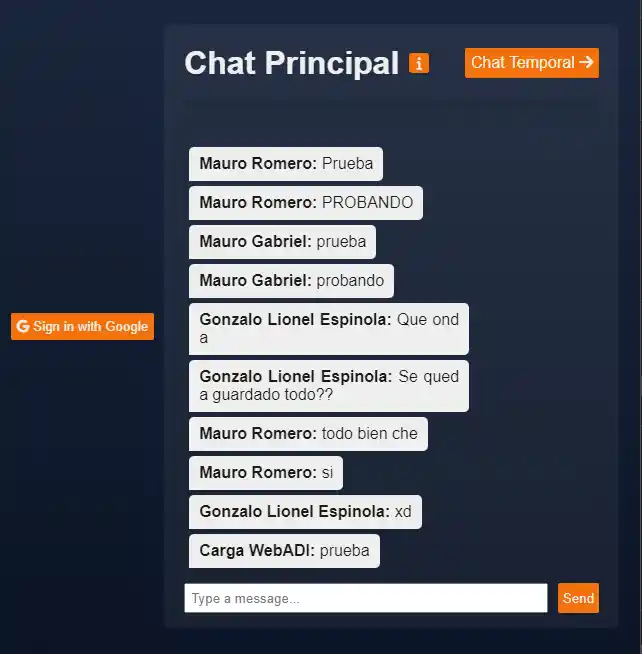 Chat Principal
Chat Temporal
Mauro Romero: Prueba
Mauro Romero: PROBANDO
Mauro Gabriel: prueba
Mauro Gabriel: probando
Sign in with Google
Gonzalo Lionel Espinola: Que ond
a
Gonzalo Lionel Espinola: Se qued
a guardado todo??
Mauro Romero: todo bien che
Mauro Romero: si
Gonzalo Lionel Espinola: xd
Carga WebADI: prueba
Type a message...
Send